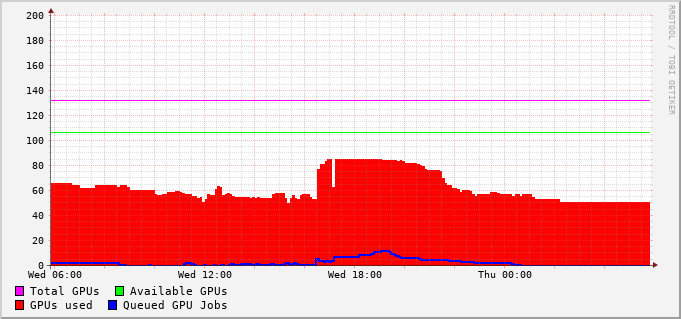 RRDTOOL / TOBI OETIKER
200
180
160
140
120
100
80
60
40
20
0
Wed 06:00 Wed 12:00 Wed 18:00 Thu 00:00
Total GPUs Available GPUs
GPUs used Queued GPU Jobs